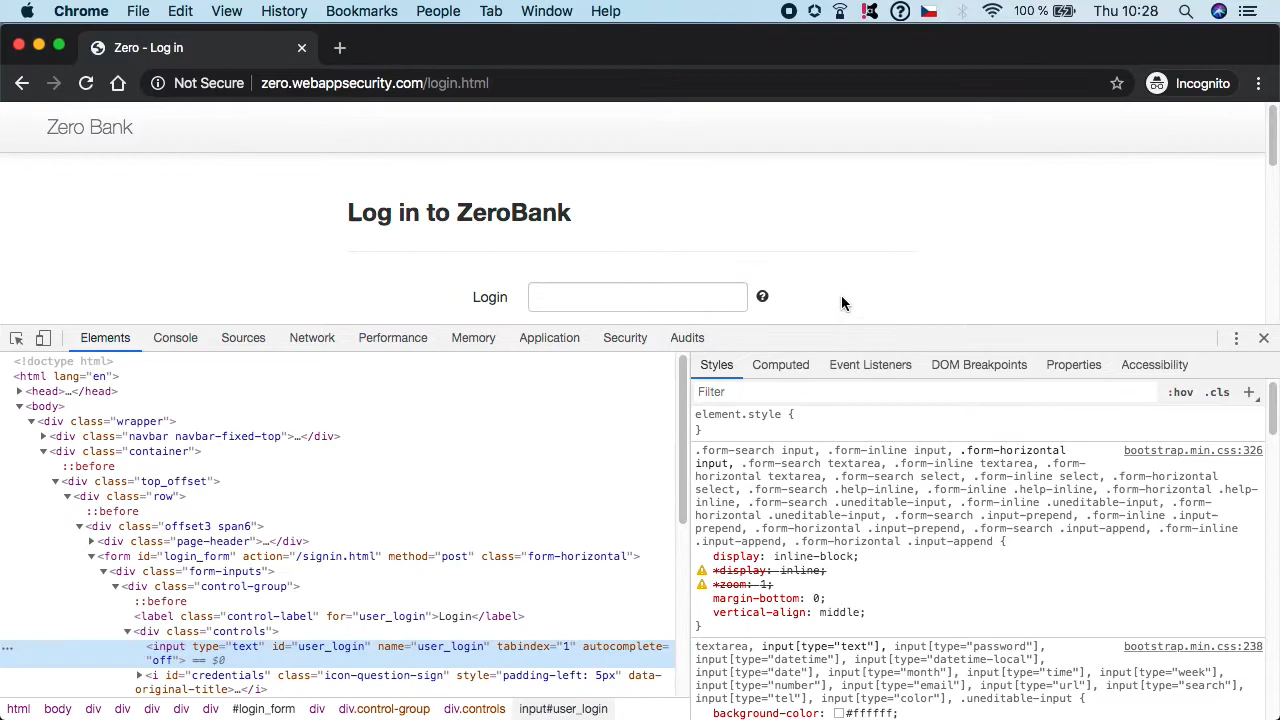 Chrome File Edit View History Bookmarks People Tab Window Help 100 % Thu 10:28
Zero - Log in
Not Secure zero.webappsecurity.com/login.html Incognito
Zero Bank
Log in to ZeroBank
Login
Elements Console Sources Network Performance Memory Application Security Audits
<!doctype html>
<html lang="en">
<head>…</head>
<body>
<div class="wrapper">
<div class="navbar navbar-fixed-top">…</div>
<div class="container">
::before
<div class="top_offset">
<div class="row">
::before
<div class="offset3 span6">
<div class="page-header">…</div>
<form id="login_form" action="/signin.html" method="post" class="form-horizontal">
<div class="form-inputs">
<div class="control-group">
::before
<label class="control-label" for="user_login">Login</label>
<div class="controls">
… <input type="text" id="user_login" name="user_login" tabindex="1" autocomplete=
"off"> == $0
<i id="credentials" class="icon-question-sign" style="padding-left: 5px" data-
original-title>…</i>
html body div div div div #login_form div div.control-group div.controls input#user_login
Styles Computed Event Listeners DOM Breakpoints Properties Accessibility
Filter :hov .cls +
element.style {
}
.form-search input, .form-inline input, .form-horizontal bootstrap.min.css:326
input, .form-search textarea, .form-inline textarea, .form-
horizontal textarea, .form-search select, .form-inline select, .form-horizontal
select, .form-search .help-inline, .form-inline .help-inline, .form-horizontal .help-
inline, .form-search .uneditable-input, .form-inline .uneditable-input, .form-
horizontal .uneditable-input, .form-search .input-prepend, .form-inline .input-
prepend, .form-horizontal .input-prepend, .form-search .input-append, .form-inline
.input-append, .form-horizontal .input-append {
display: inline-block;
*display: inline;
*zoom: 1;
margin-bottom: 0;
vertical-align: middle;
}
textarea, input[type="text"], input[type="password"], bootstrap.min.css:238
input[type="datetime"], input[type="datetime-local"],
input[type="date"], input[type="month"], input[type="time"], input[type="week"],
input[type="number"], input[type="email"], input[type="url"], input[type="search"],
input[type="tel"], input[type="color"], .uneditable-input {
background-color: #ffffff;